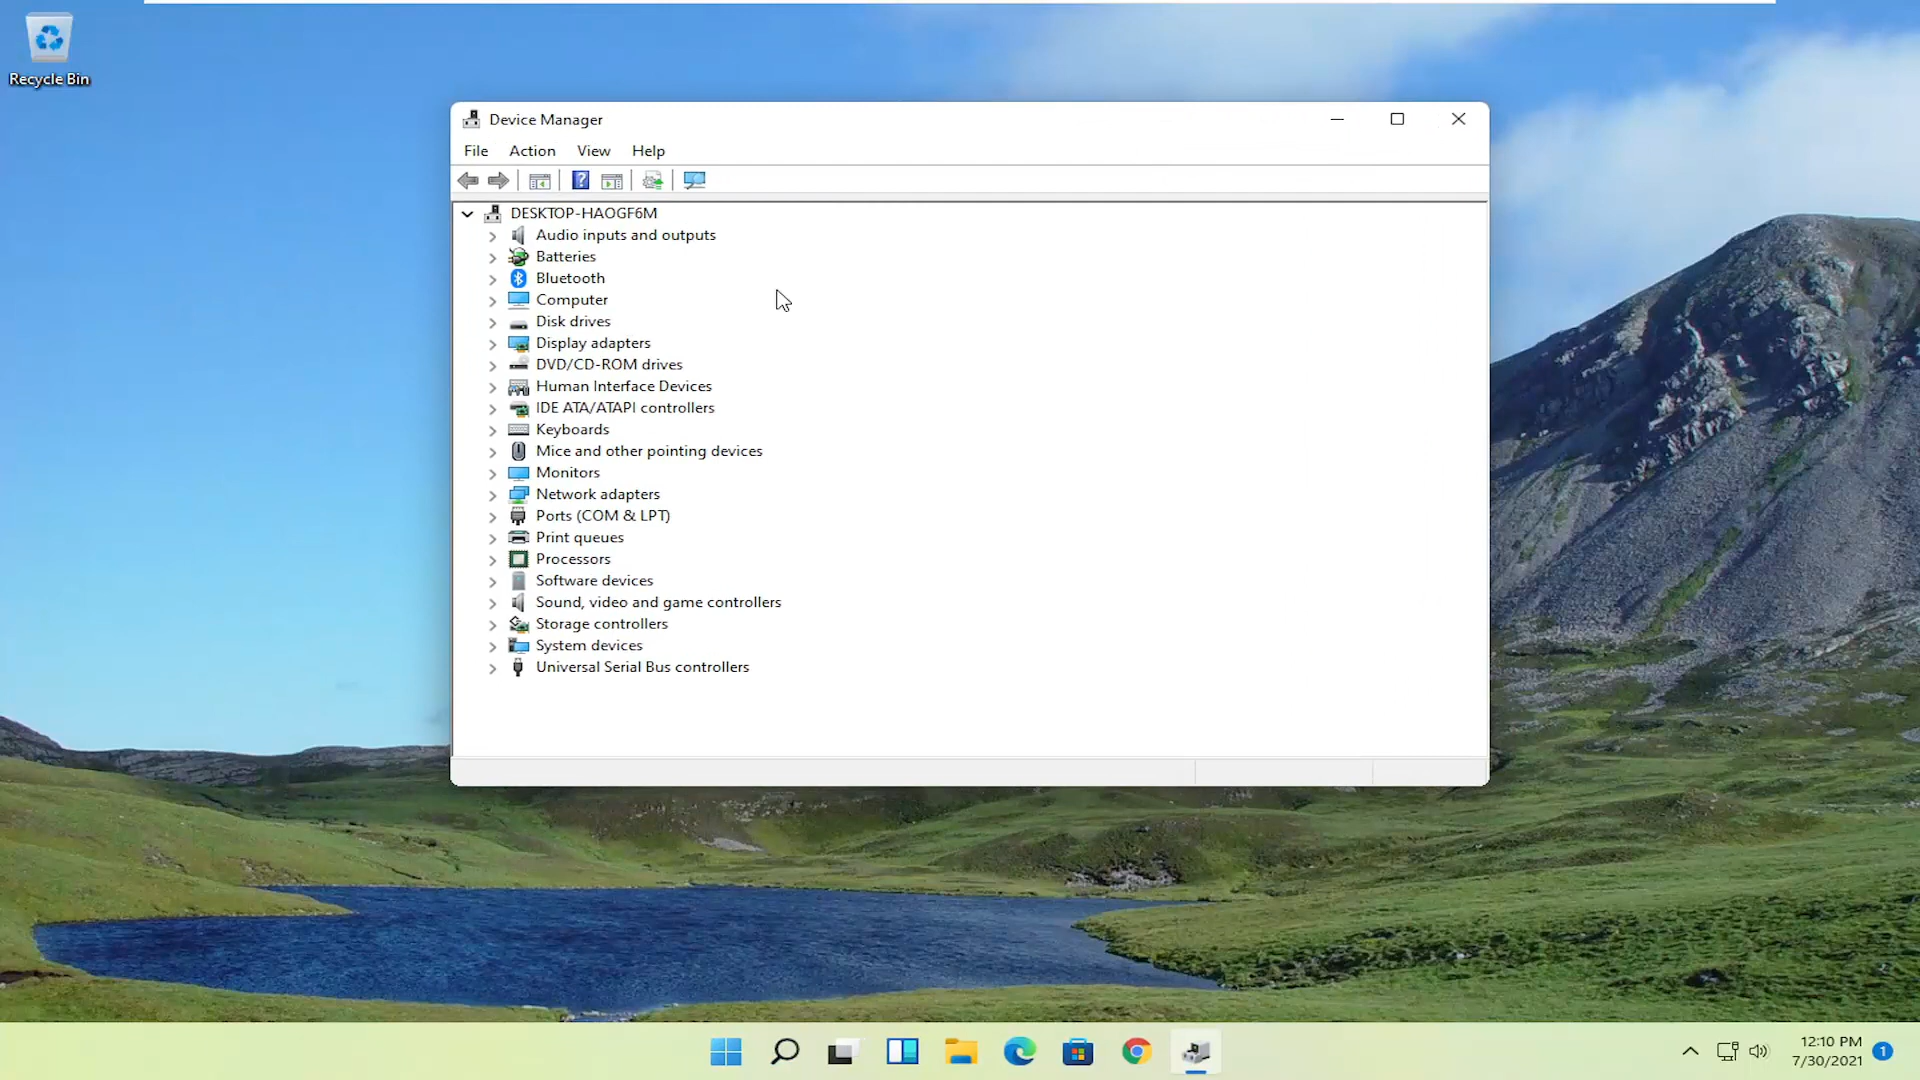 Recycle Bin
Device Manager
File Action View Help
DESKTOP-HAOGF6M
Audio inputs and outputs
Batteries
Bluetooth
Computer
Disk drives
Display adapters
DVD/CD-ROM drives
Human Interface Devices
IDE ATA/ATAPI controllers
Keyboards
Mice and other pointing devices
Monitors
Network adapters
Ports (COM & LPT)
Print queues
Processors
Software devices
Sound, video and game controllers
Storage controllers
System devices
Universal Serial Bus controllers
12:10 PM
7/30/2021
1